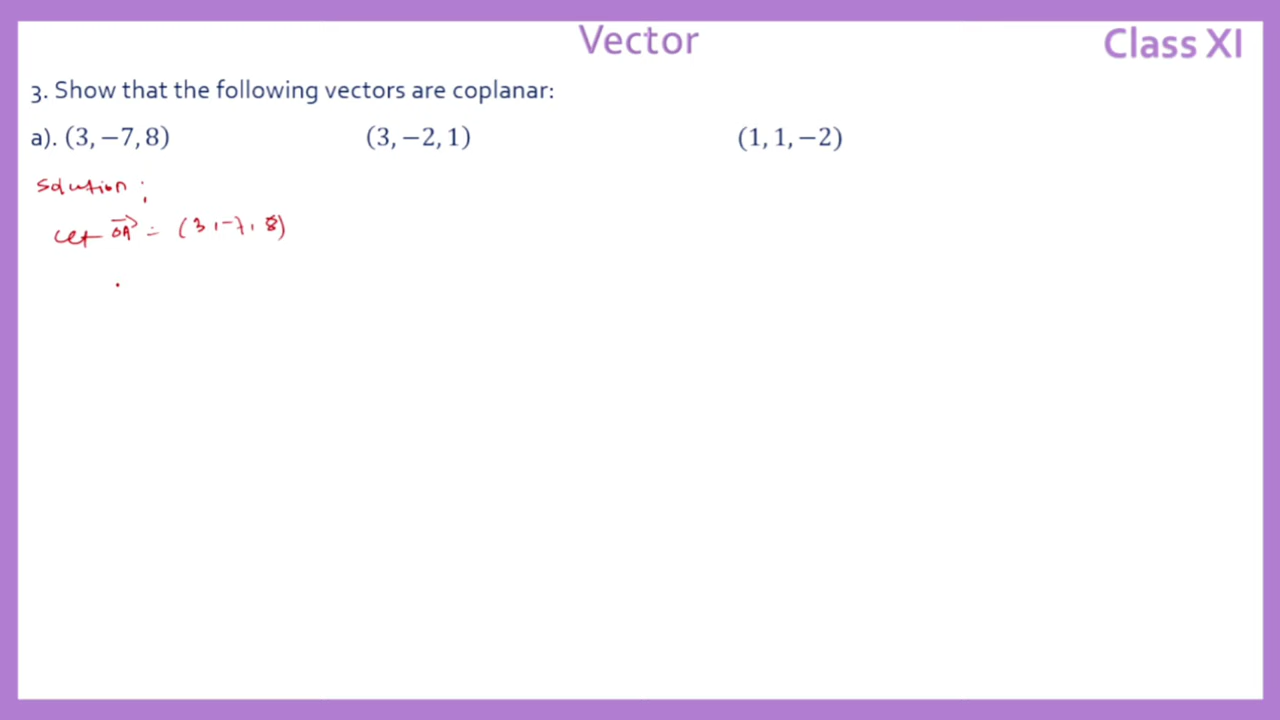 Vector
Class XI
3. Show that the following vectors are coplanar:
a). (3, −7, 8) (3, −2, 1) (1, 1, −2)
Solution :
Let OA⃗ = (3, -7, 8)